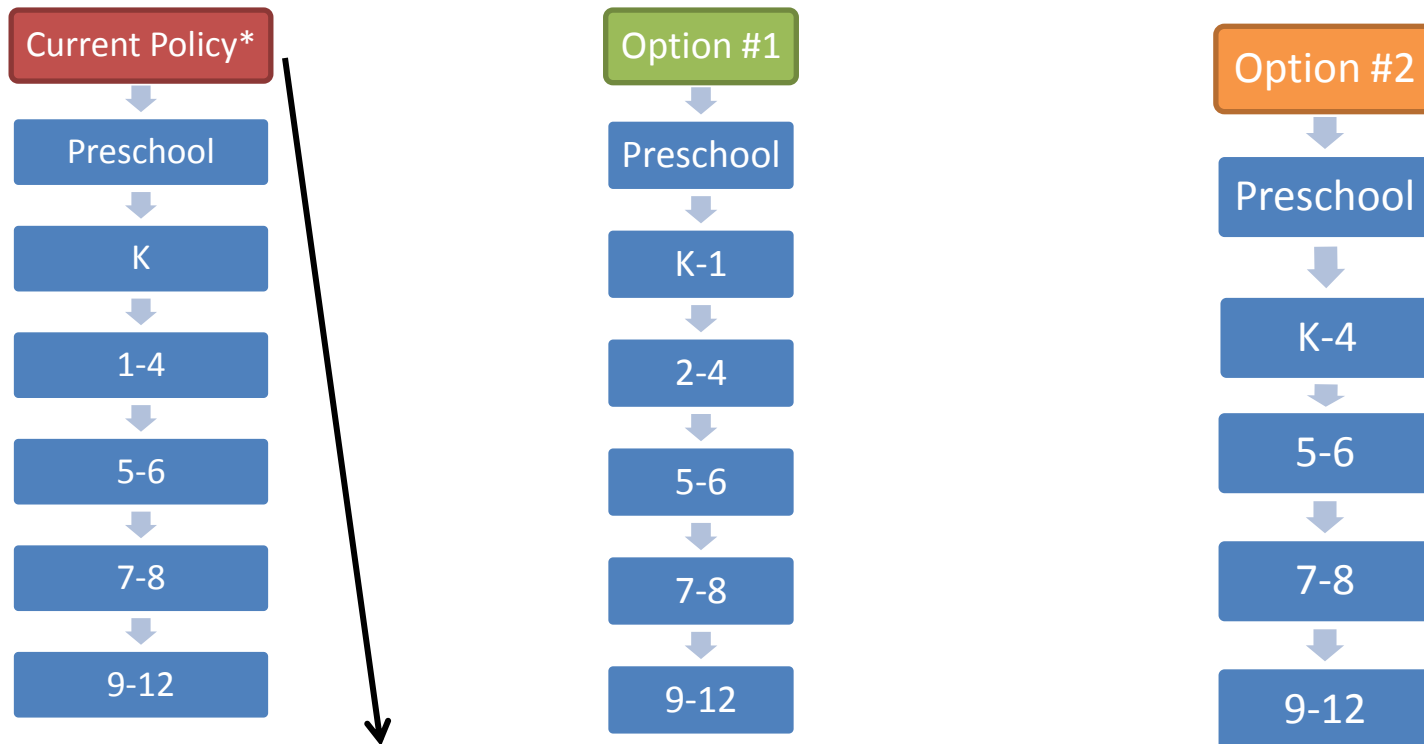 Current Policy*
Preschool
K
1-4
5-6
7-8
9-12
Option #1
Preschool
K-1
2-4
5-6
7-8
9-12
Option #2
Preschool
K-4
5-6
7-8
9-12